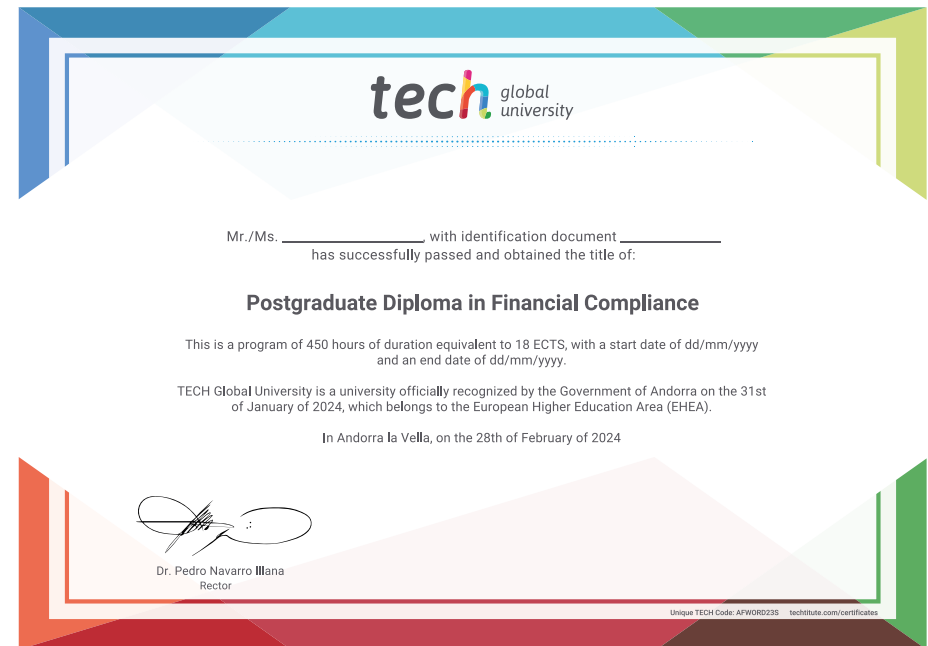 tech global
university
Mr./Ms. ____________________, with identification document ______________
has successfully passed and obtained the title of:
Postgraduate Diploma in Financial Compliance
This is a program of 450 hours of duration equivalent to 18 ECTS, with a start date of dd/mm/yyyy
and an end date of dd/mm/yyyy.
TECH Global University is a university officially recognized by the Government of Andorra on the 31st
of January of 2024, which belongs to the European Higher Education Area (EHEA).
In Andorra la Vella, on the 28th of February of 2024
Dr. Pedro Navarro Illana
Rector
Unique TECH Code: AFWORD23S techtitute.com/certificates